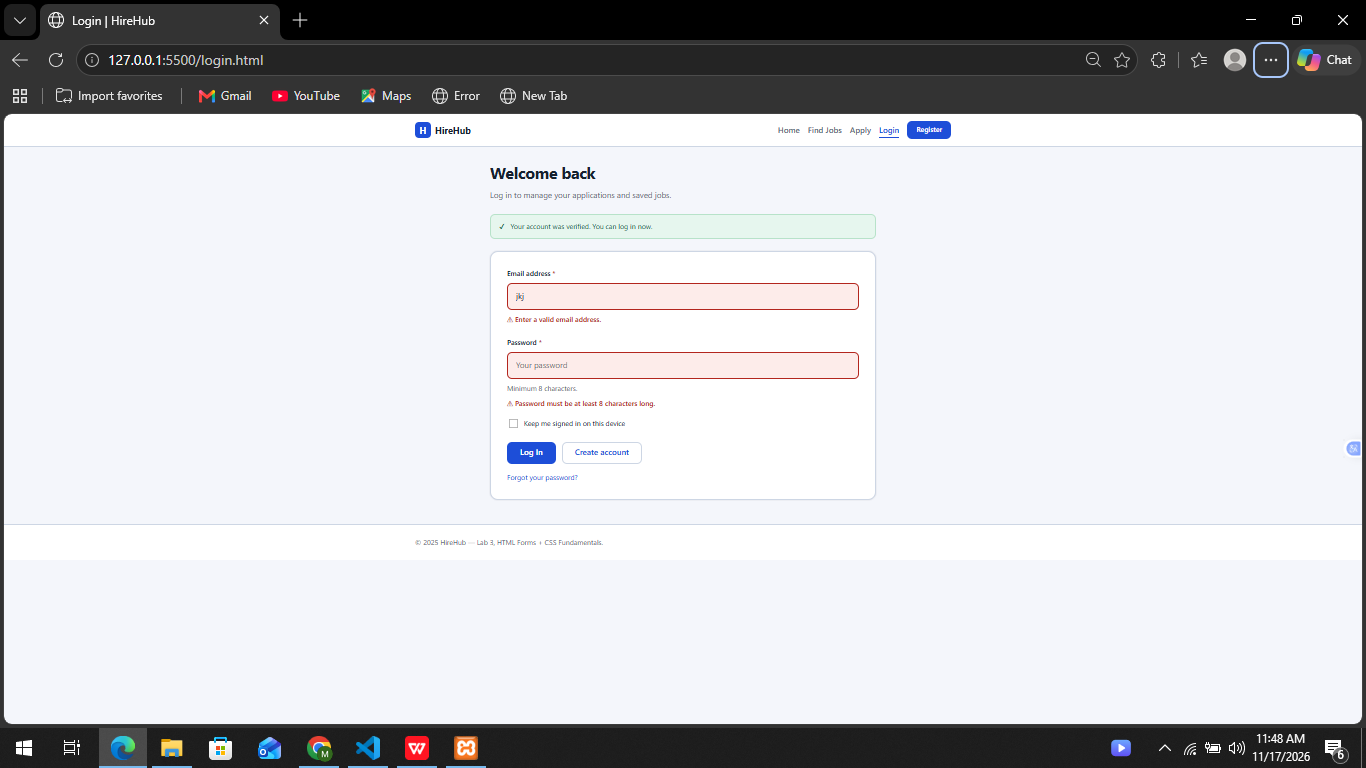 Login | HireHub
127.0.0.1:5500/login.html
Chat
Import favorites
Gmail
YouTube
Maps
Error
New Tab
H HireHub
Home
Find Jobs
Apply
Login
Register
Welcome back
Log in to manage your applications and saved jobs.
✓ Your account was verified. You can log in now.
Email address *
jkj
⚠ Enter a valid email address.
Password *
Your password
Minimum 8 characters.
⚠ Password must be at least 8 characters long.
Keep me signed in on this device
Log In
Create account
Forgot your password?
© 2025 HireHub — Lab 3, HTML Forms › CSS Fundamentals.
11:48 AM
11/17/2026
6